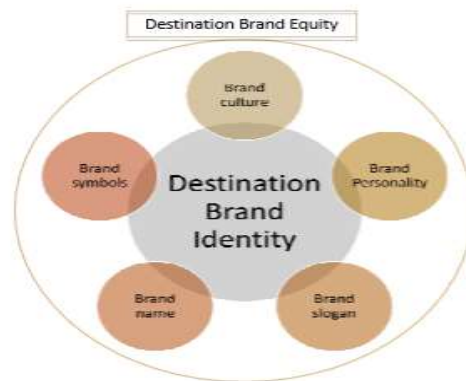 Destination Brand Equity
Brand
culture
Brand
symbols
Brand
Personality
Destination
Brand
Identity
Brand
name
Brand
slogan